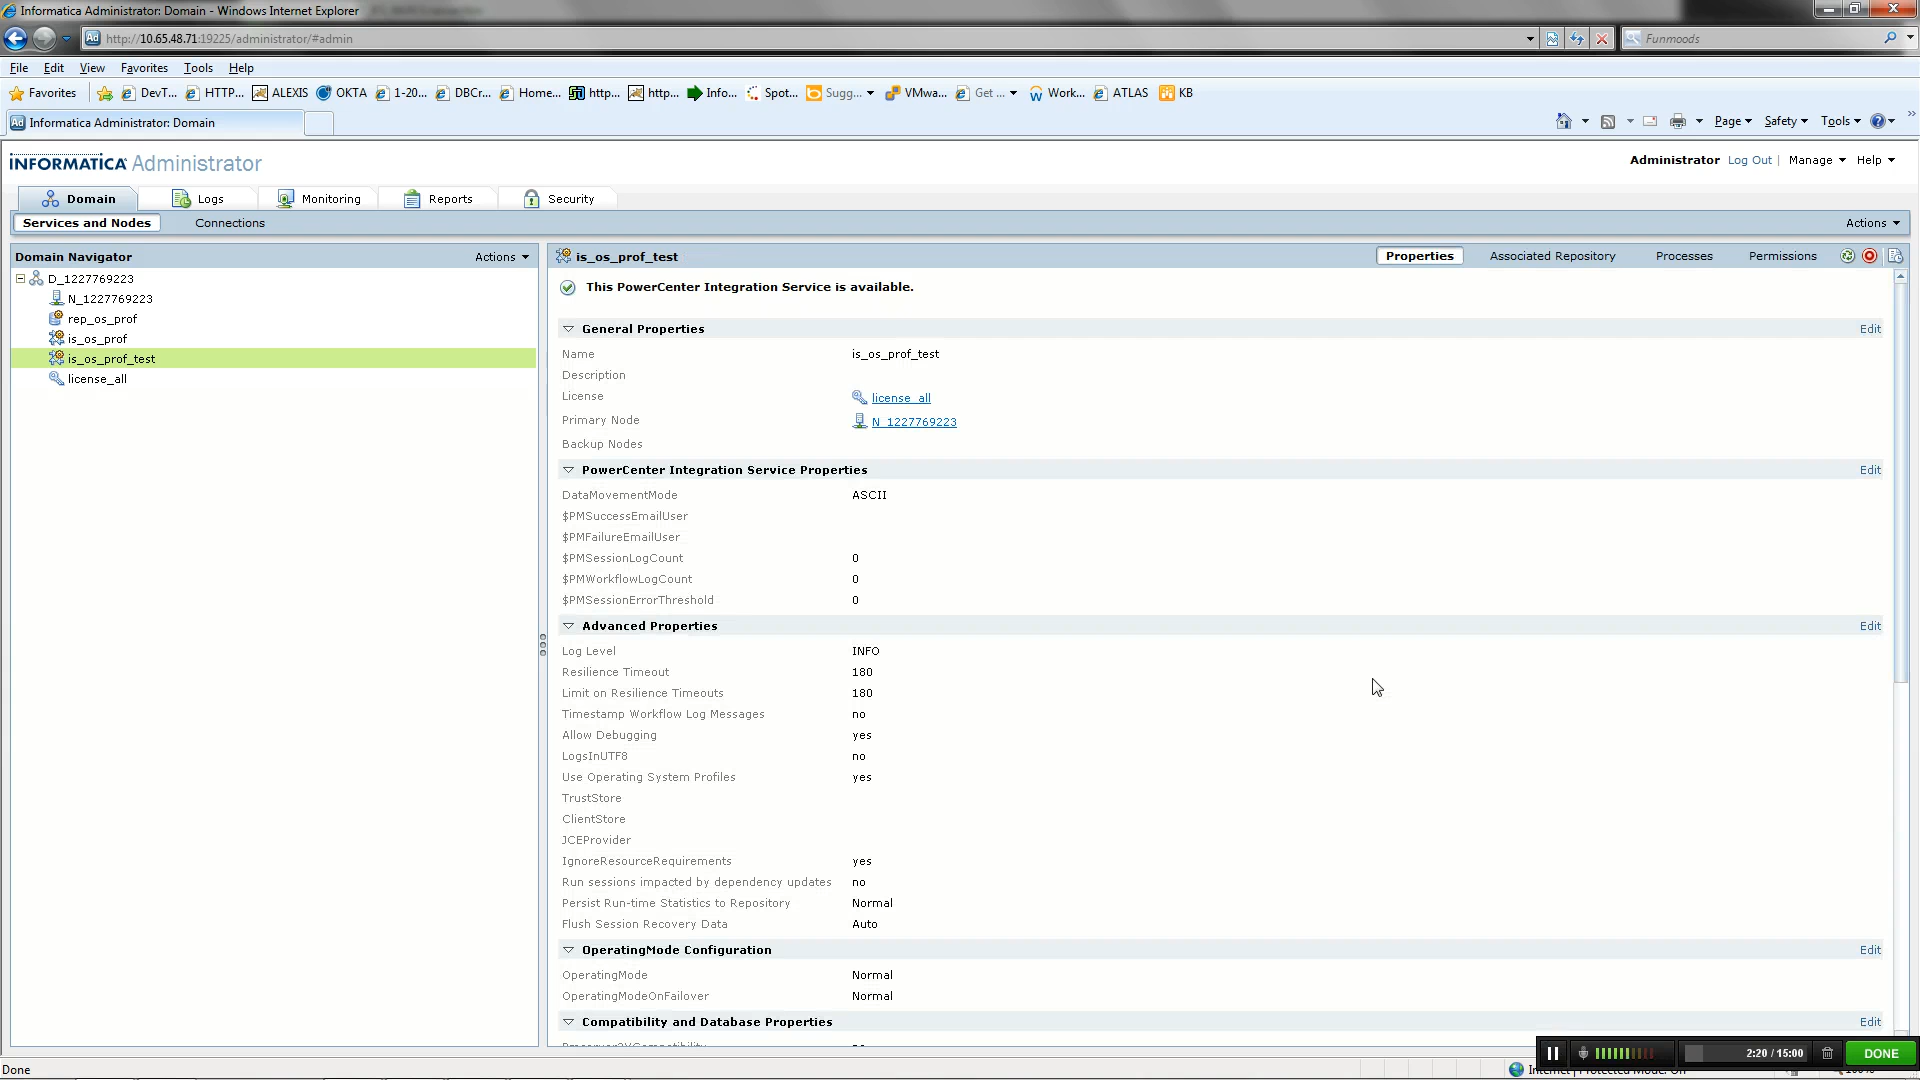 Informatica Administrator: Domain - Windows Internet Explorer
http://10.65.48.71:19225/administrator/#admin
Funmoods
File Edit View Favorites Tools Help
Favorites DevT... HTTP... ALEXIS OKTA 1-20... DBCr... Home... http... http... Info... Spot... Sugg... VMwa... Get ... Work... ATLAS KB
Informatica Administrator: Domain
Page Safety Tools
INFORMATICA Administrator
Administrator Log Out | Manage Help
Domain Logs Monitoring Reports Security
Services and Nodes Connections Actions
Domain Navigator Actions
D_1227769223
N_1227769223
rep_os_prof
is_os_prof
is_os_prof_test
license_all
is_os_prof_test Properties Associated Repository Processes Permissions
This PowerCenter Integration Service is available.
General Properties Edit
Name is_os_prof_test
Description
License license_all
Primary Node N_1227769223
Backup Nodes
PowerCenter Integration Service Properties Edit
DataMovementMode ASCII
$PMSuccessEmailUser
$PMFailureEmailUser
$PMSessionLogCount 0
$PMWorkflowLogCount 0
$PMSessionErrorThreshold 0
Advanced Properties Edit
Log Level INFO
Resilience Timeout 180
Limit on Resilience Timeouts 180
Timestamp Workflow Log Messages no
Allow Debugging yes
LogsInUTF8 no
Use Operating System Profiles yes
TrustStore
ClientStore
JCEProvider
IgnoreResourceRequirements yes
Run sessions impacted by dependency updates no
Persist Run-time Statistics to Repository Normal
Flush Session Recovery Data Auto
OperatingMode Configuration Edit
OperatingMode Normal
OperatingModeOnFailover Normal
Compatibility and Database Properties Edit
2:20 / 15:00 DONE
Done